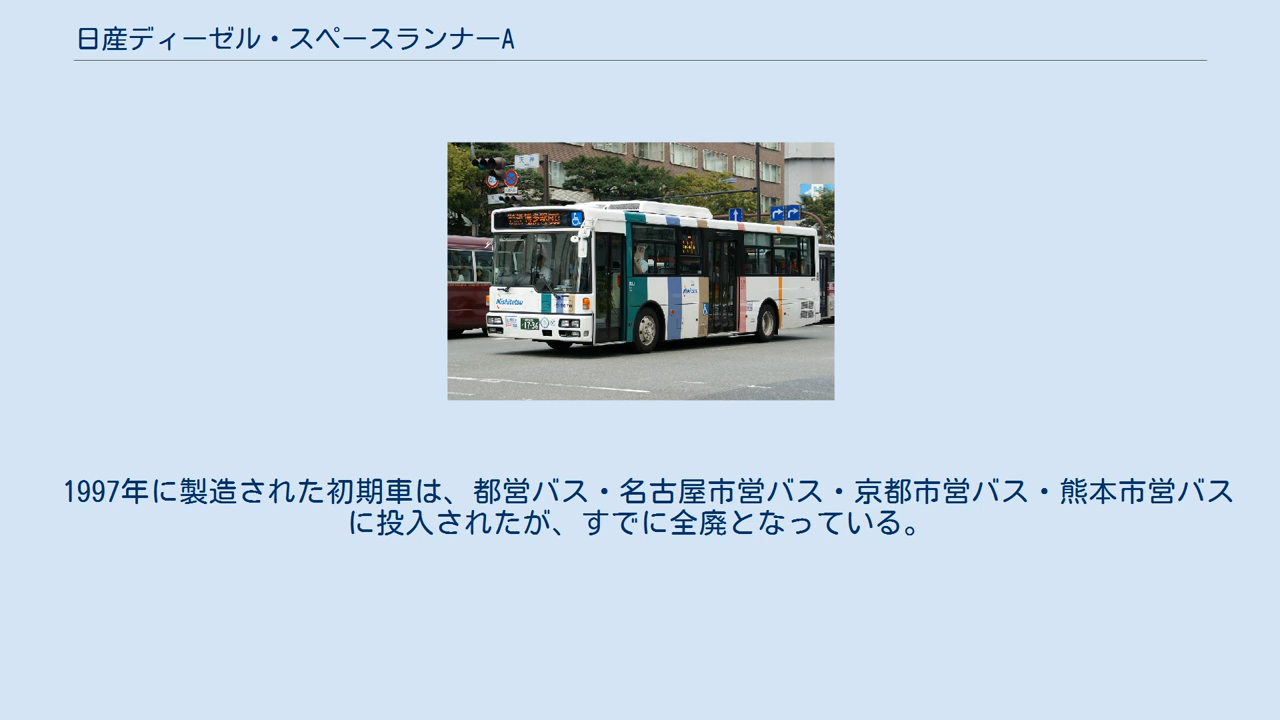 日産ディーゼル・スペースランナーA
Nishitetsu
1997年に製造された初期車は、都営バス・名古屋市営バス・京都市営バス・熊本市営バス
に投入されたが、すでに全廃となっている。